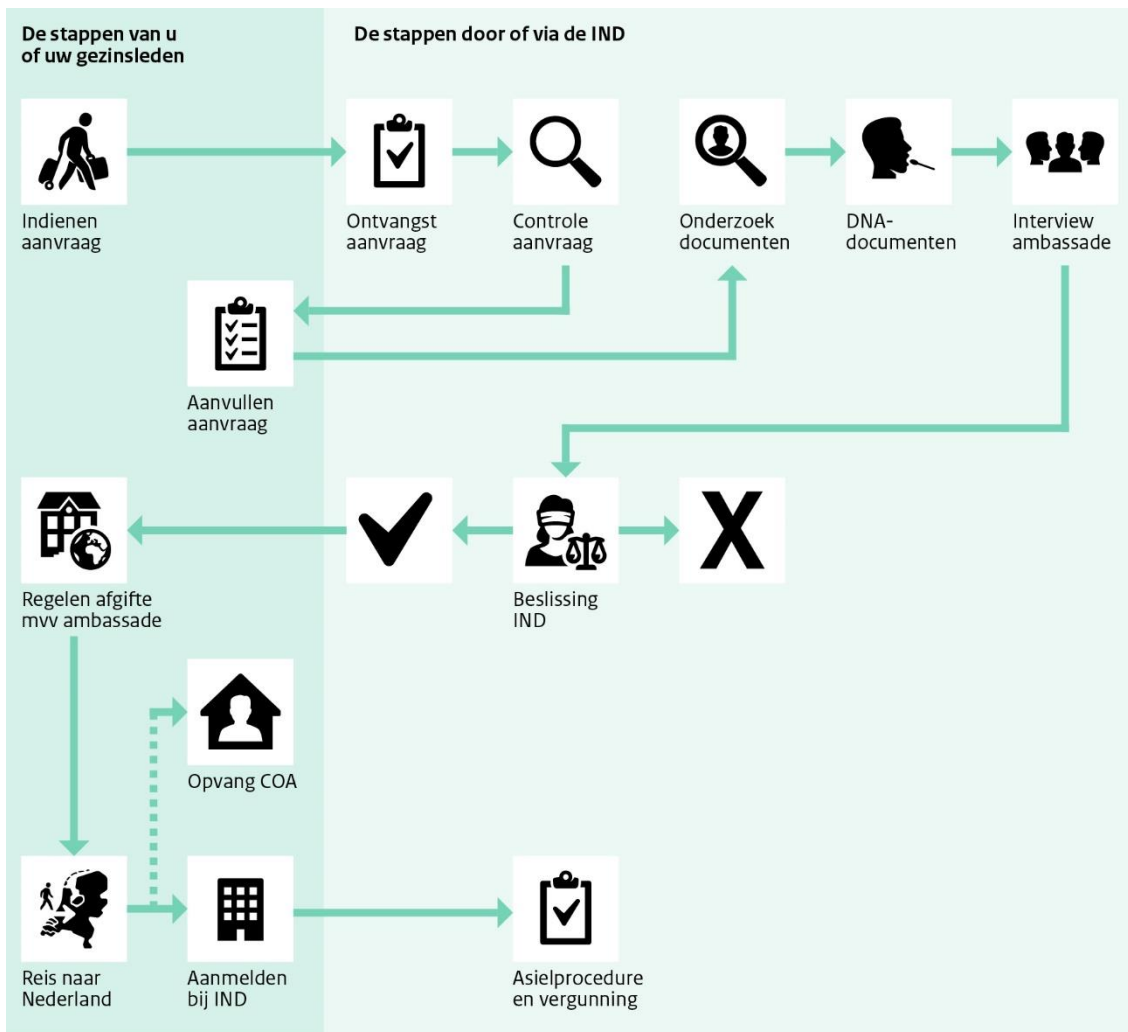 De stappen van u
of uw gezinsleden
De stappen door of via de IND
Indienen
aanvraag
Ontvangst
aanvraag
Controle
aanvraag
Onderzoek
documenten
DNA-
documenten
Interview
ambassade
Aanvullen
aanvraag
Regelen afgifte
mvv ambassade
Beslissing
IND
X
Opvang COA
Reis naar
Nederland
Aanmelden
bij IND
Asielprocedure
en vergunning